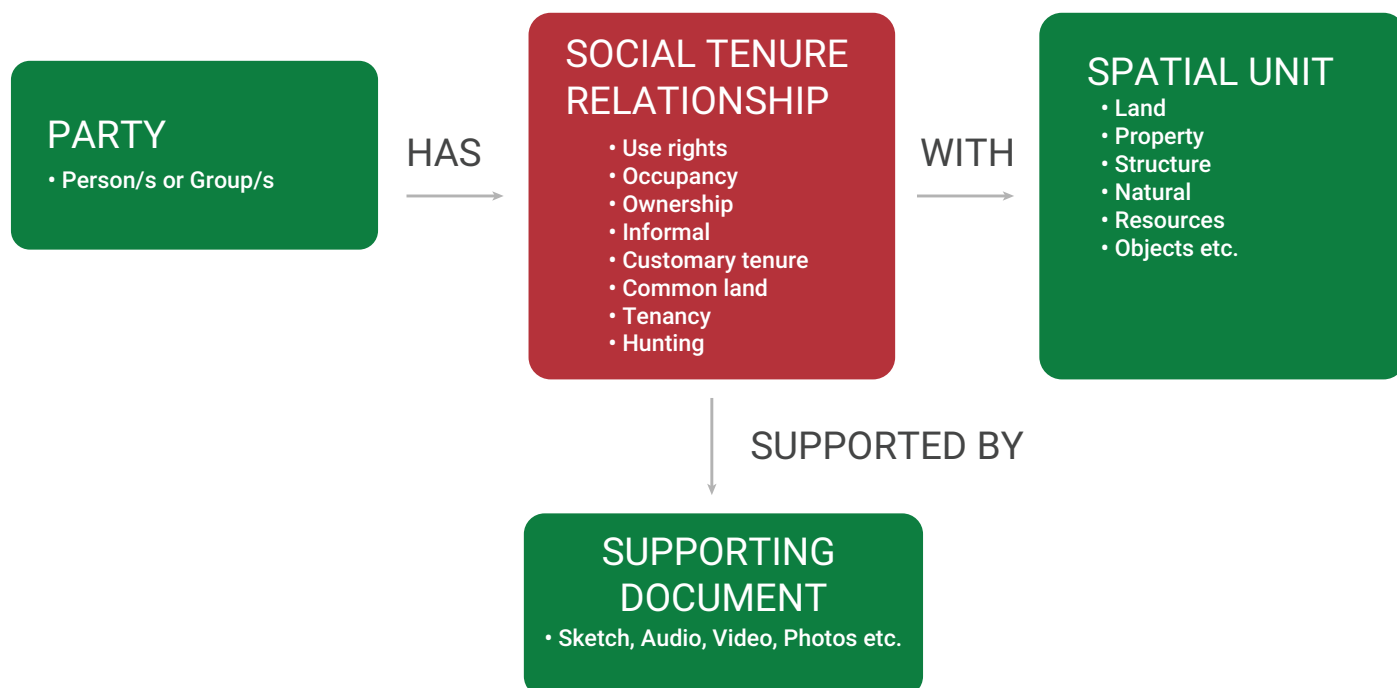 PARTY
• Person/s or Group/s
HAS
SOCIAL TENURE
RELATIONSHIP
• Use rights
• Occupancy
• Ownership
• Informal
• Customary tenure
• Common land
• Tenancy
• Hunting
WITH
SPATIAL UNIT
• Land
• Property
• Structure
• Natural
• Resources
• Objects etc.
SUPPORTED BY
SUPPORTING
DOCUMENT
• Sketch, Audio, Video, Photos etc.